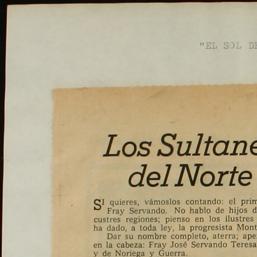 "EL SOL DE
Los Sultane
del Norte
SI quieres, vámoslos contando: el prim
Fray Servando. No hablo de hijos d
custres regiones; pienso en los ilustres
ha dado, a toda ley, la progresista Mont
Dar su nombre completo, aterra; ape
en la cabeza: Fray José Servando Teresa
y de Noriega y Guerra.